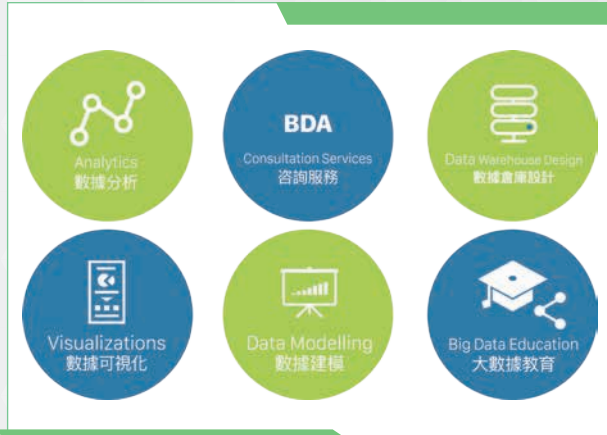 Analytics
數據分析
BDA
Consultation Services
咨詢服務
Data Warehouse Design
數據倉庫設計
Visualizations
數據可視化
Data Modelling
數據建模
Big Data Education
大數據教育